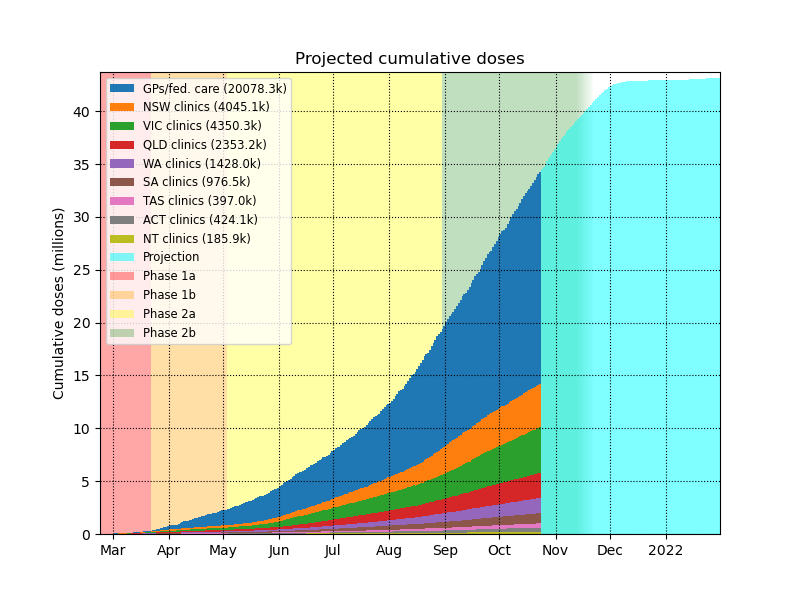 Projected cumulative doses
Cumulative doses (millions)
40
35
30
25
20
15
10
5
0
GPs/fed. care (20078.3k)
NSW clinics (4045.1k)
VIC clinics (4350.3k)
QLD clinics (2353.2k)
WA clinics (1428.0k)
SA clinics (976.5k)
TAS clinics (397.0k)
ACT clinics (424.1k)
NT clinics (185.9k)
Projection
Phase 1a
Phase 1b
Phase 2a
Phase 2b
Mar Apr May Jun Jul Aug Sep Oct Nov Dec 2022